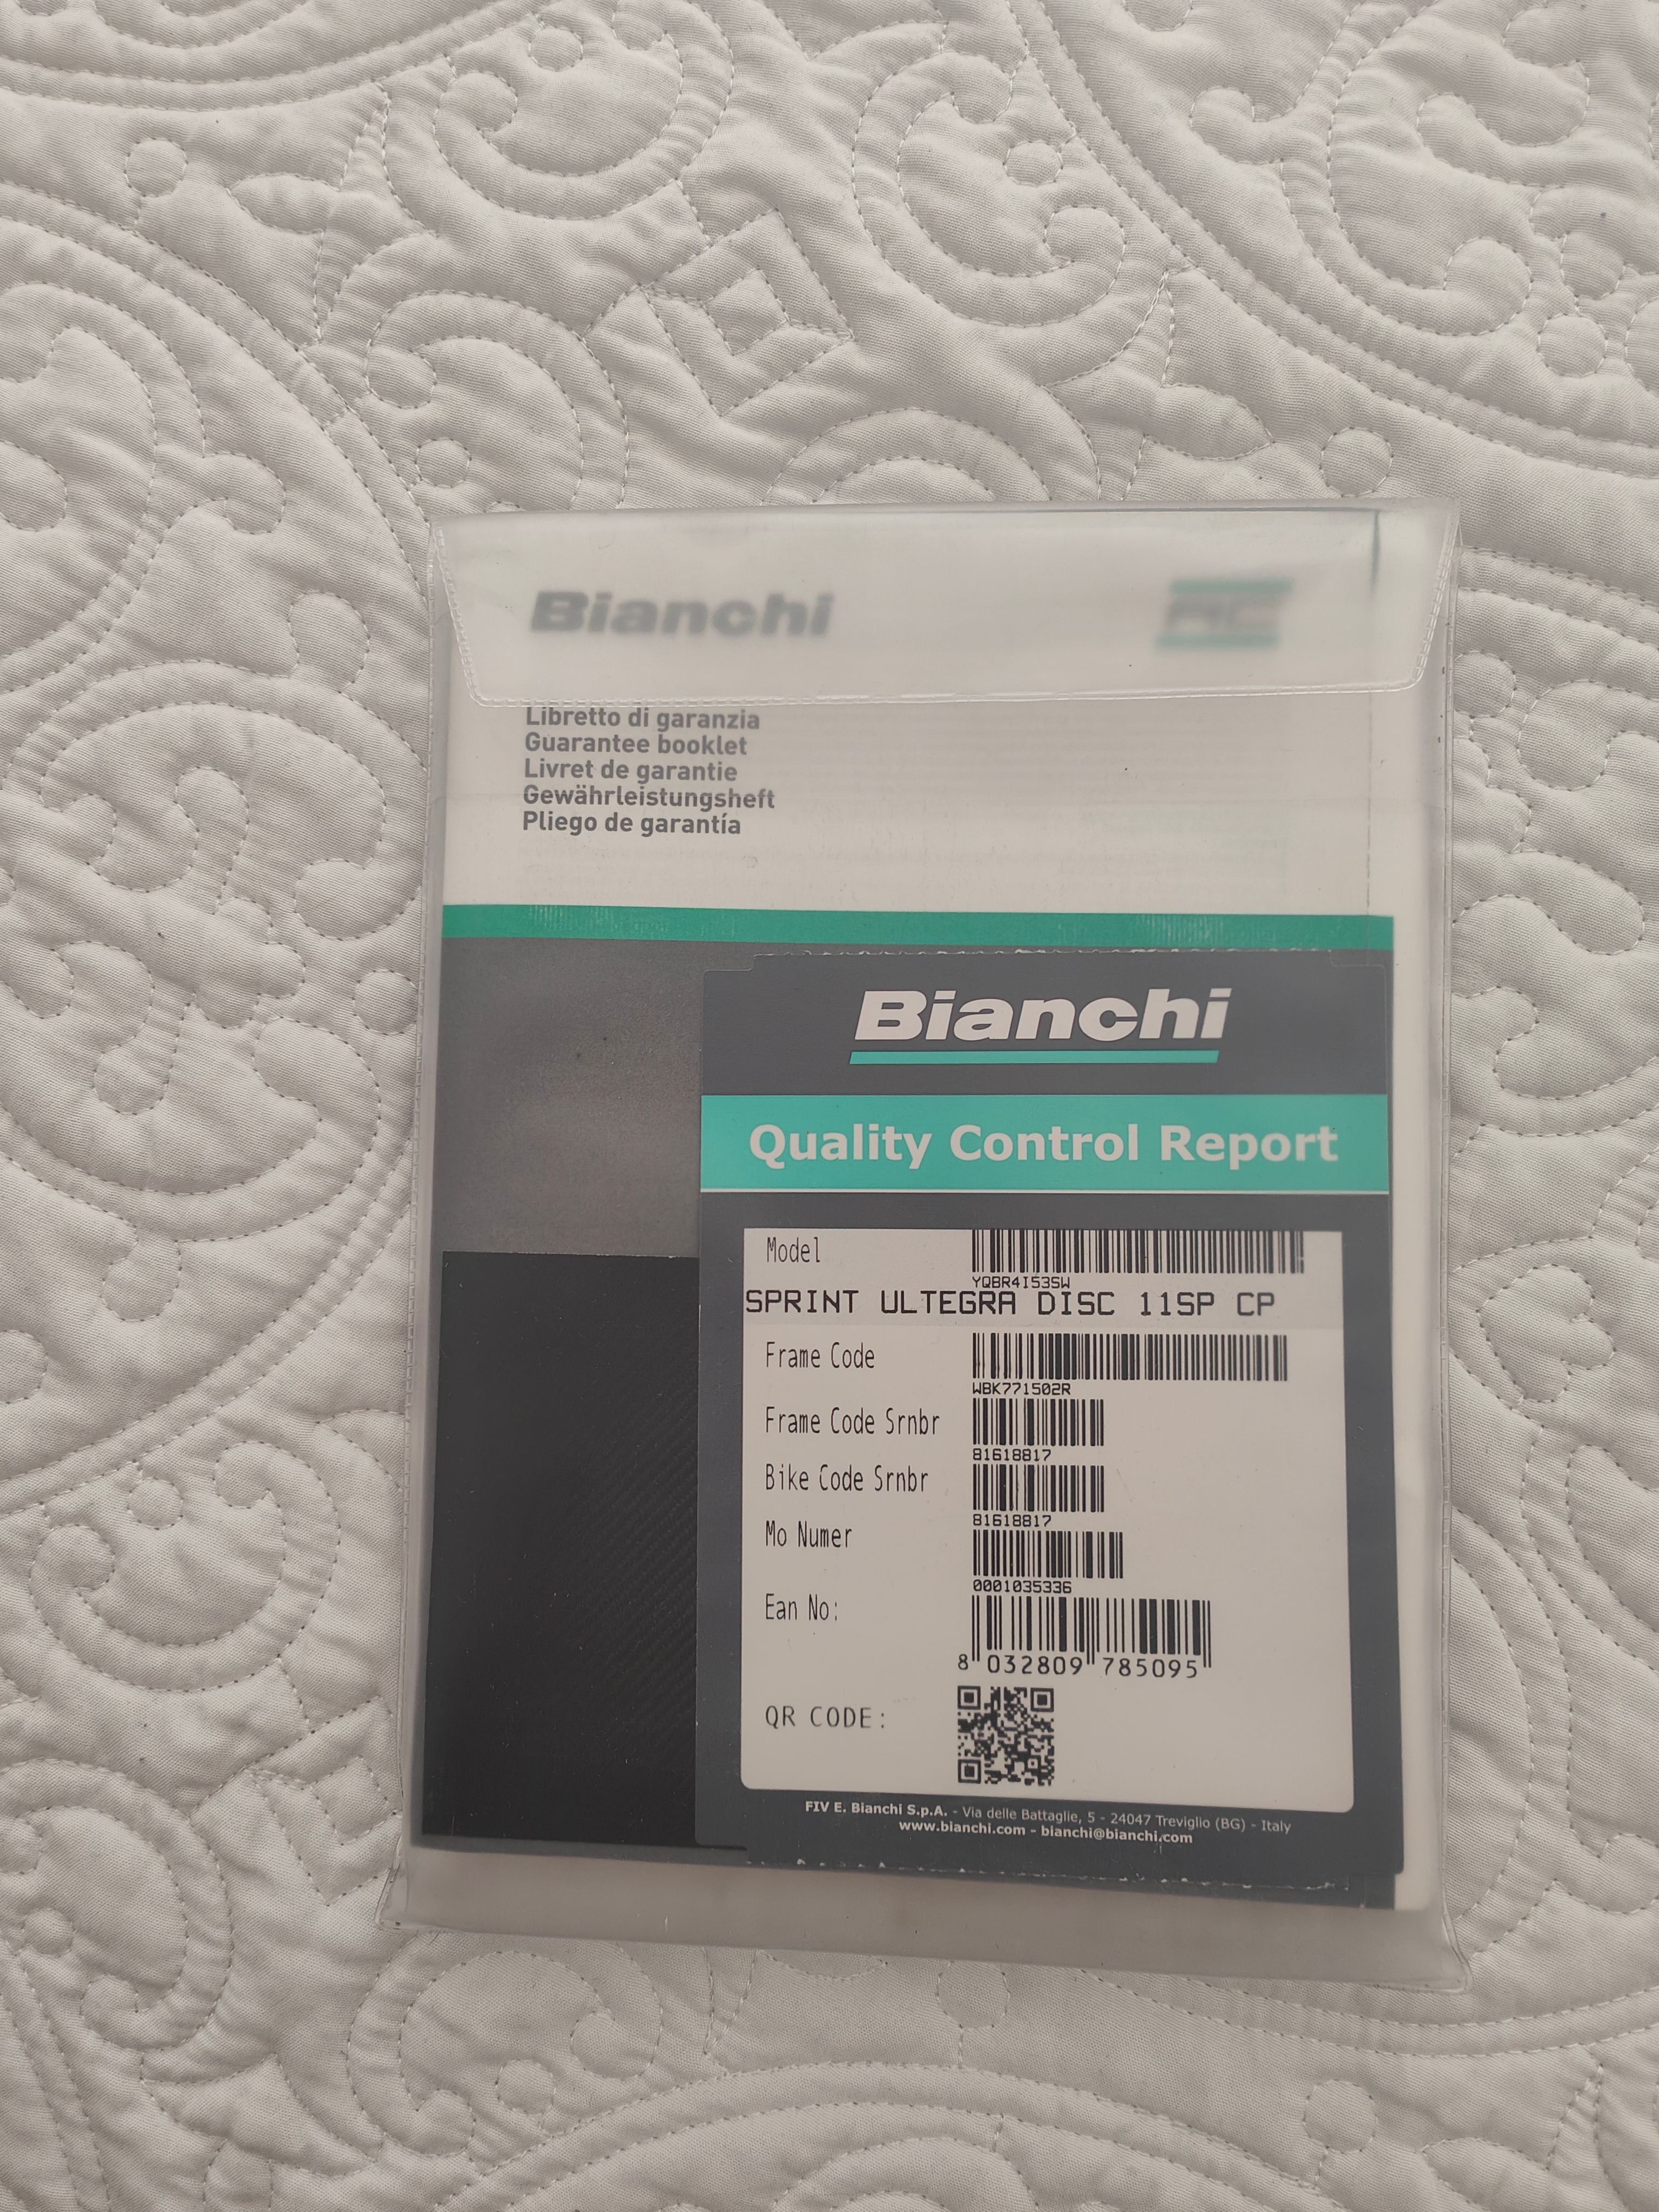 Bianchi
Libretto di garanzia
Guarantee booklet
Livret de garantie
Gewährleistungsheft
Pliego de garantía
Bianchi
Quality Control Report
Model
YQBR4I53SW
SPRINT ULTEGRA DISC 11SP CP
Frame Code
WBK771502R
Frame Code Srnbr
81618817
Bike Code Srnbr
81618817
Mo Numer
0001035336
Ean No:
8 032809 785095
QR CODE:
FIV E. Bianchi S.p.A. - Via delle Battaglie, 5 - 24047 Treviglio (BG) - Italy
www.bianchi.com - bianchi@bianchi.com